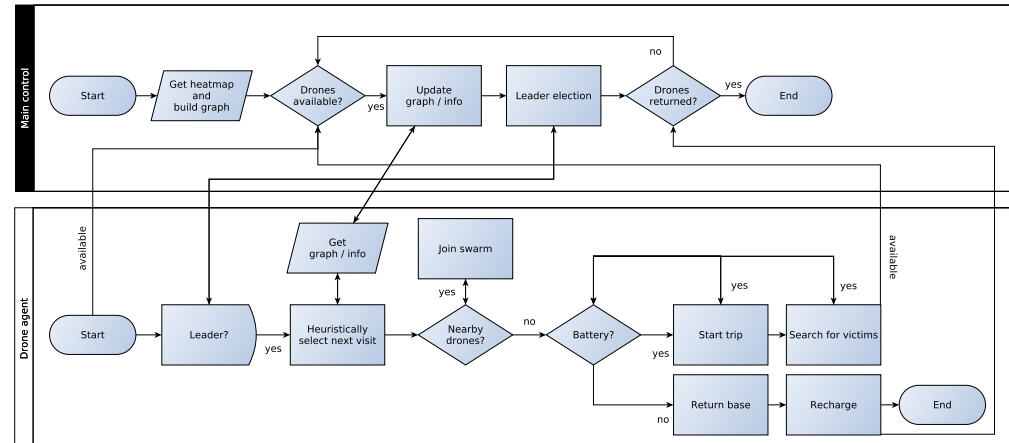 Main control
no
Start
Get heatmap
and
build graph
Drones
available?
yes
Update
graph / info
Leader election
Drones
returned?
yes
End
Drone agent
available
Get
graph / info
Join swarm
available
yes
yes
yes
Start
Leader?
yes
Heuristically
select next visit
Nearby
drones?
no
Battery?
yes
Start trip
Search for victims
no
Return base
Recharge
End